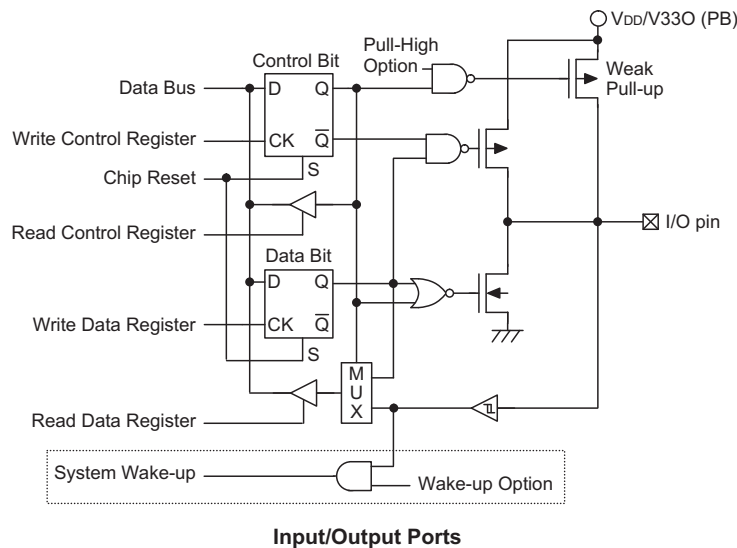 VDD/V33O (PB)
Control Bit
Pull-High
Option
Weak
Pull-up
Data Bus
D
Q
Write Control Register
CK
Q
S
Chip Reset
Read Control Register
I/O pin
Data Bit
D
Q
Write Data Register
CK
Q
S
M
U
X
Read Data Register
System Wake-up
Wake-up Option
Input/Output Ports